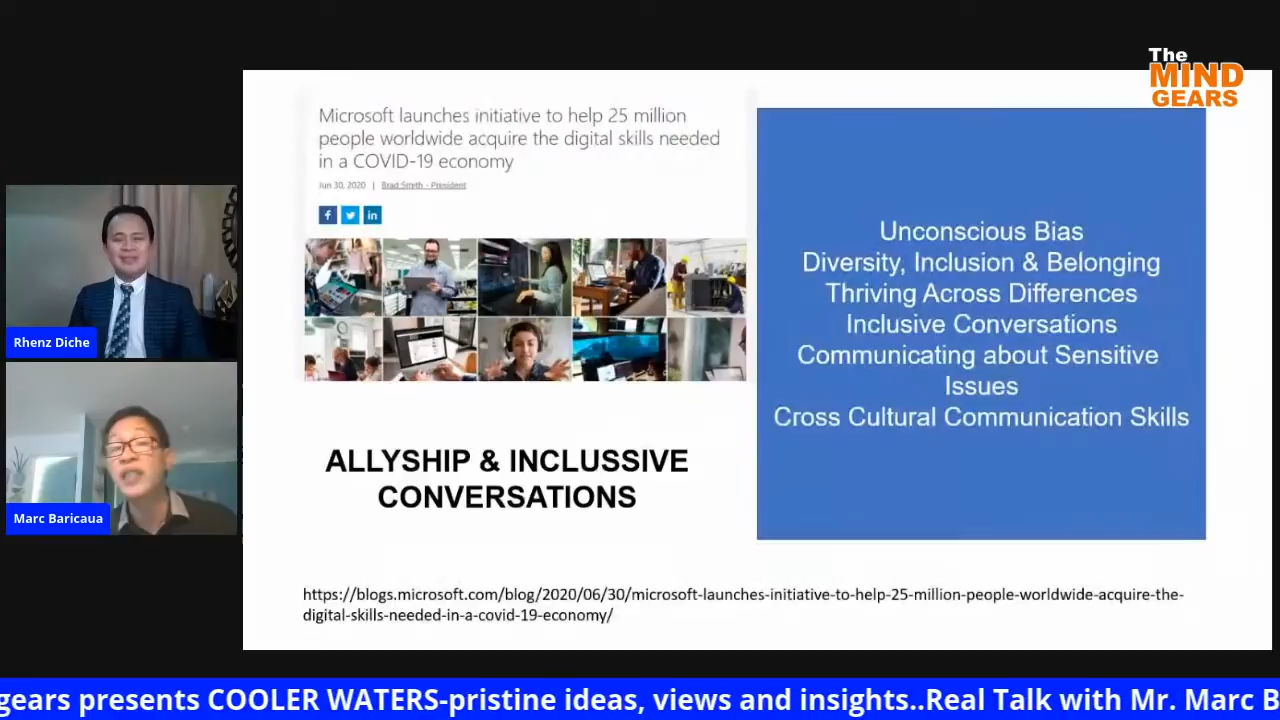 The
MIND
GEARS
Microsoft launches initiative to help 25 million
people worldwide acquire the digital skills needed
in a COVID-19 economy
Jun 30, 2020 | Brad Smith - President
f in
Unconscious Bias
Diversity, Inclusion & Belonging
Thriving Across Differences
Inclusive Conversations
Communicating about Sensitive
Issues
Cross Cultural Communication Skills
Rhenz Diche
Marc Baricaua
ALLYSHIP & INCLUSSIVE
CONVERSATIONS
https://blogs.microsoft.com/blog/2020/06/30/microsoft-launches-initiative-to-help-25-million-people-worldwide-acquire-the-
digital-skills-needed-in-a-covid-19-economy/
gears presents COOLER WATERS-pristine ideas, views and insights..Real Talk with Mr. Marc B